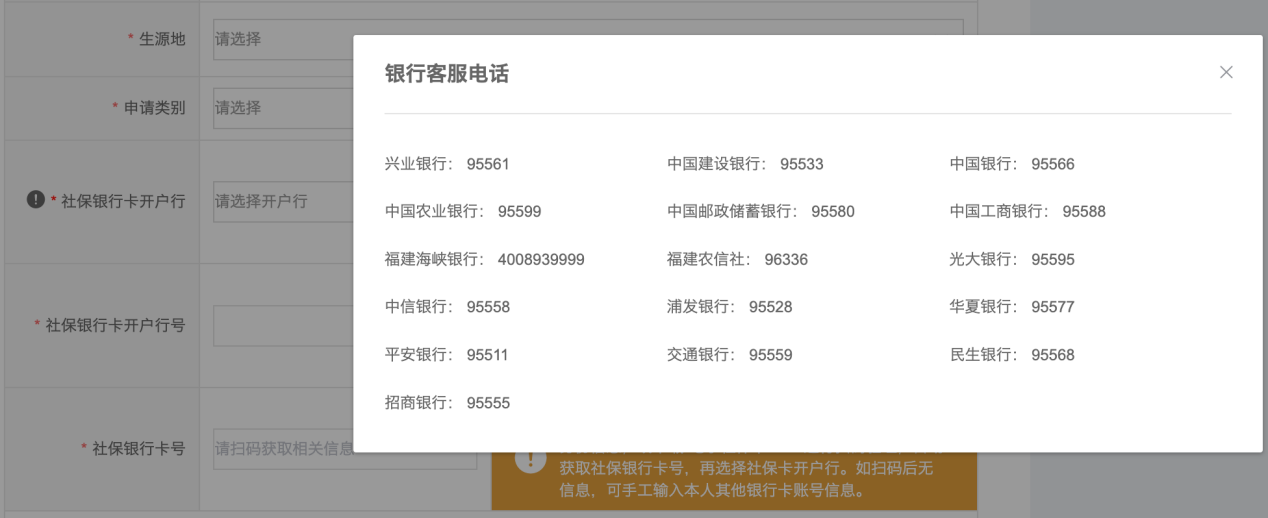 * 生源地
请选择
银行客服电话
* 申请类别
请选择
兴业银行： 95561
中国建设银行： 95533
中国银行： 95566
! * 社保银行卡开户行
请选择开户行
中国农业银行： 95599
中国邮政储蓄银行： 95580
中国工商银行： 95588
福建海峡银行： 4008939999
福建农信社： 96336
光大银行： 95595
中信银行： 95558
浦发银行： 95528
华夏银行： 95577
* 社保银行卡开户行号
平安银行： 95511
交通银行： 95559
民生银行： 95568
招商银行： 95555
* 社保银行卡号
请扫码获取相关信息
!
获取社保银行卡号，再选择社保卡开户行。如扫码后无
信息，可手工输入本人其他银行卡账号信息。